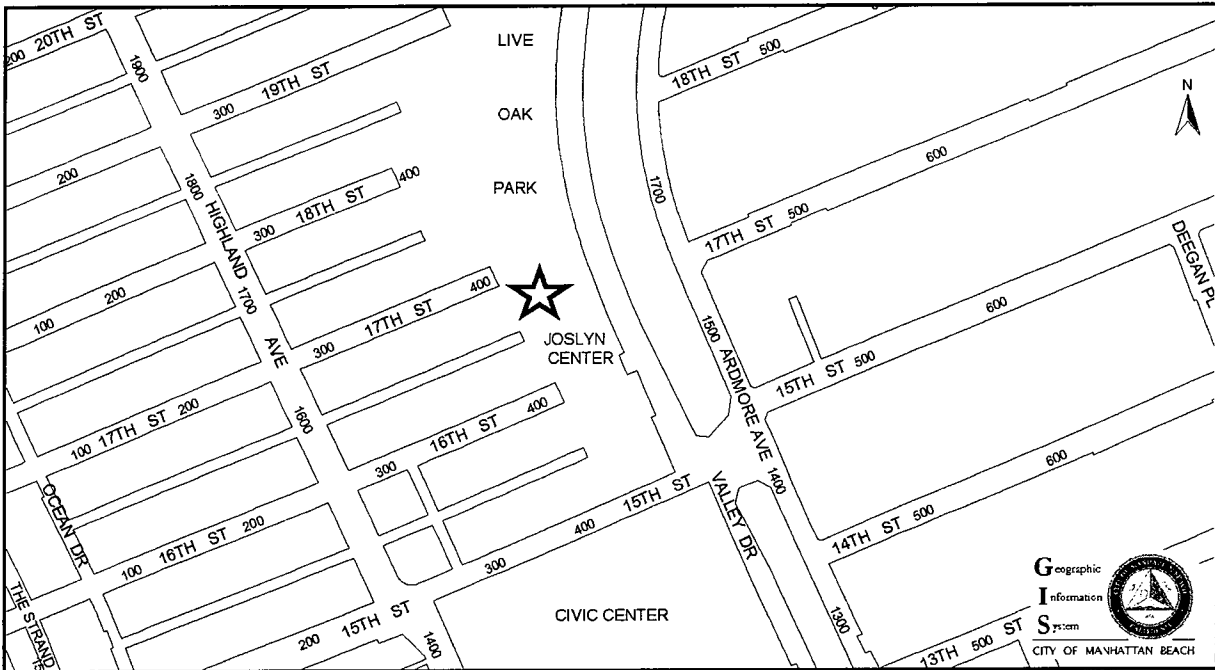 200 20TH ST
1900
300 19TH ST
LIVE
OAK
PARK
18TH ST 500
N
200
1800
HIGHLAND
AVE
300 18TH ST 400
1700
600
17TH ST 500
DEEGAN PL
100 200
1700
300 17TH ST 400
JOSLYN
CENTER
1500
ARDMORE AVE
1400
15TH ST 500
600
100 17TH ST 200
1600
300 16TH ST 400
OCEAN DR
100 16TH ST 200
300 400 15TH ST
VALLEY DR
14TH ST 500
600
THE STRAND
200 15TH ST
1400
CIVIC CENTER
1300
13TH 500 ST
Geographic
Information
System
CITY OF MANHATTAN BEACH